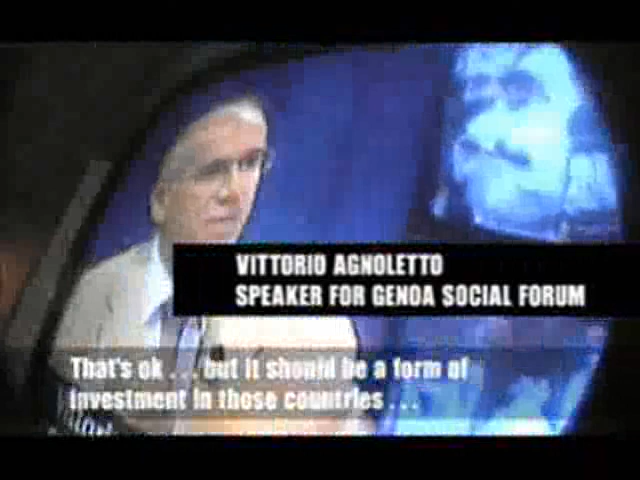 VITTORIO AGNOLETTO
SPEAKER FOR GENOA SOCIAL FORUM
That's ok . . . but it should be a form of
investment in those countries . . .